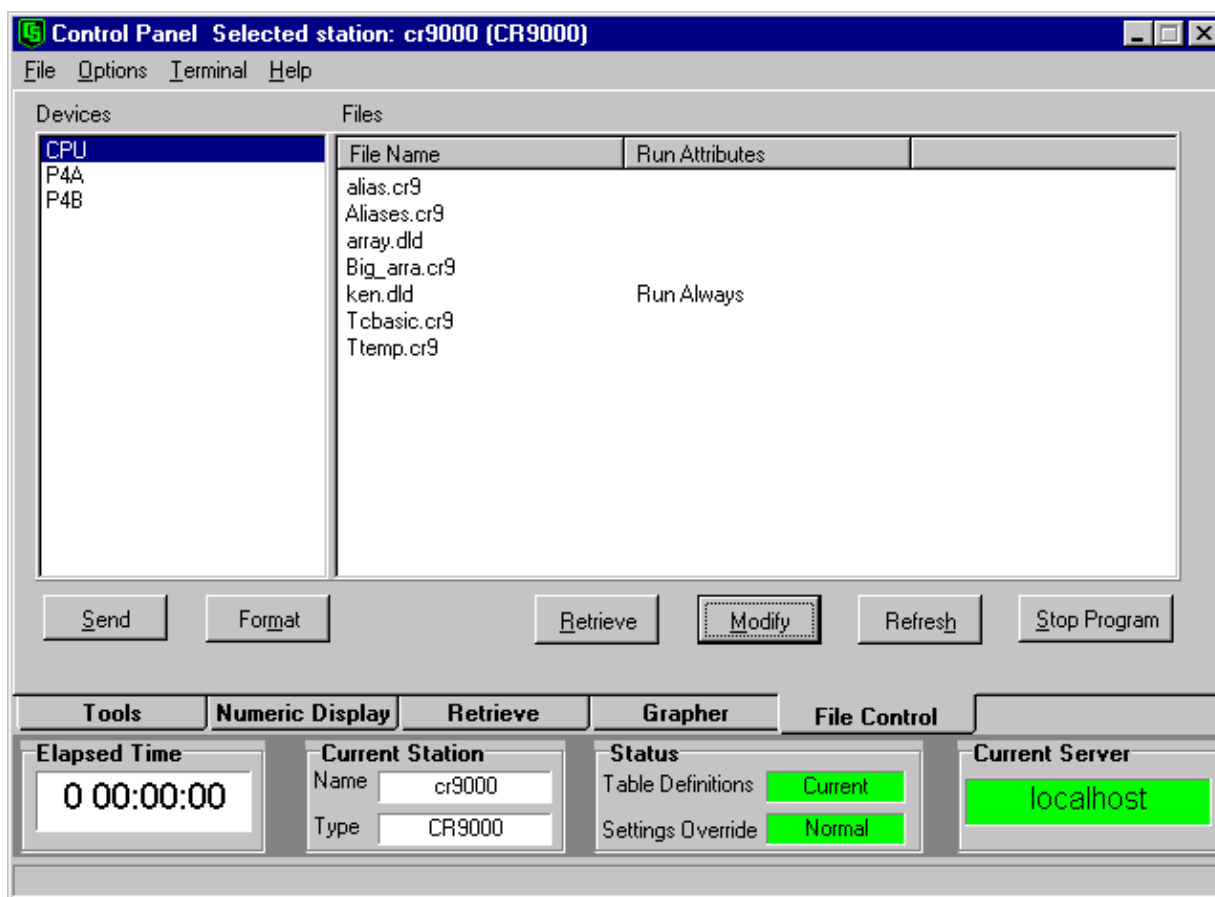 Control Panel Selected station: cr9000 (CR9000)
File Options Terminal Help
Devices
Files
CPU
P4A
P4B
File Name Run Attributes
alias.cr9
Aliases.cr9
array.dld
Big_arra.cr9
ken.dld Run Always
Tcbasic.cr9
Ttemp.cr9
Send Format Retrieve Modify Refresh Stop Program
Tools Numeric Display Retrieve Grapher File Control
Elapsed Time
0 00:00:00
Current Station
Name cr9000
Type CR9000
Status
Table Definitions Current
Settings Override Normal
Current Server
localhost